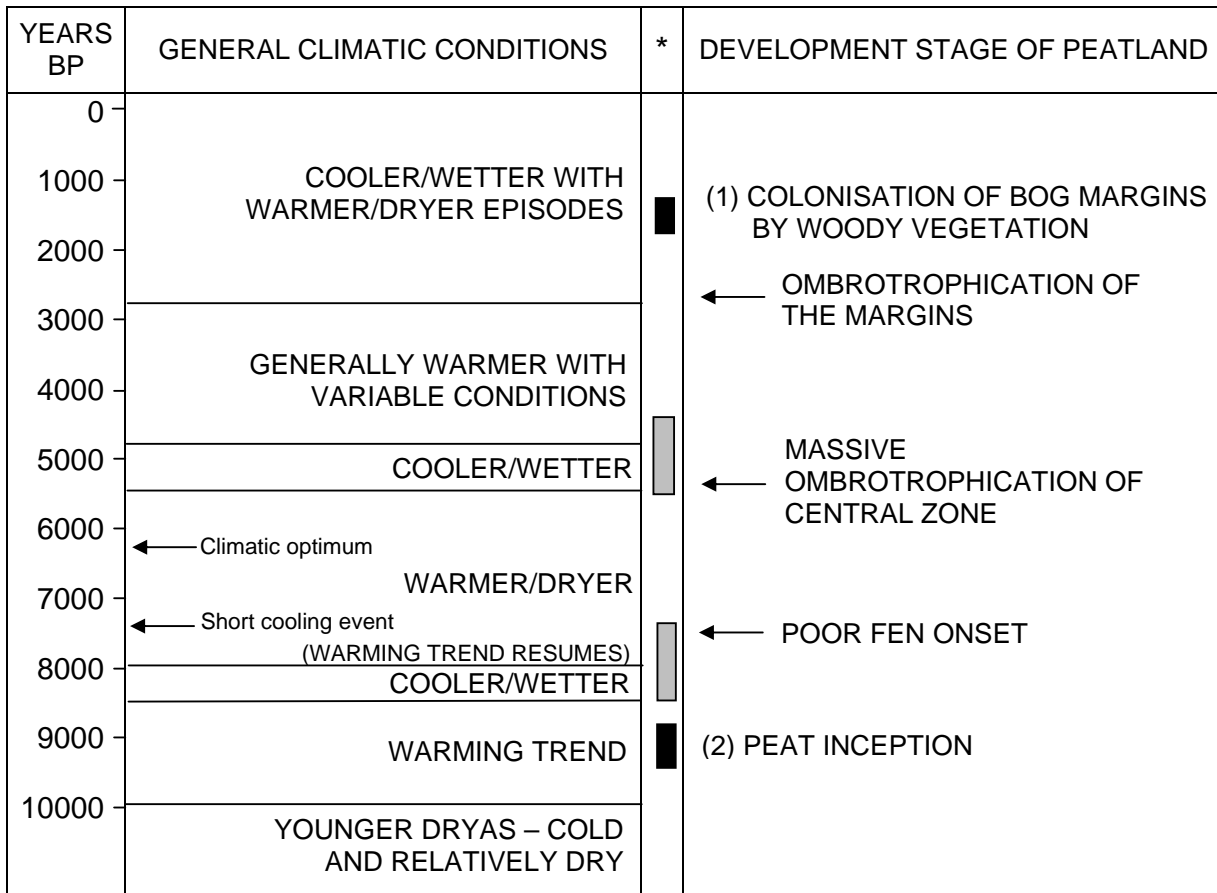 YEARS
BP
GENERAL CLIMATIC CONDITIONS
*
DEVELOPMENT STAGE OF PEATLAND
0
1000
2000
3000
4000
5000
6000
7000
8000
9000
10000
COOLER/WETTER WITH
WARMER/DRYER EPISODES
GENERALLY WARMER WITH
VARIABLE CONDITIONS
COOLER/WETTER
Climatic optimum
WARMER/DRYER
Short cooling event
(WARMING TREND RESUMES)
COOLER/WETTER
WARMING TREND
YOUNGER DRYAS – COLD
AND RELATIVELY DRY
(1) COLONISATION OF BOG MARGINS
BY WOODY VEGETATION
OMBROTROPHICATION OF
THE MARGINS
MASSIVE
OMBROTROPHICATION OF
CENTRAL ZONE
POOR FEN ONSET
(2) PEAT INCEPTION